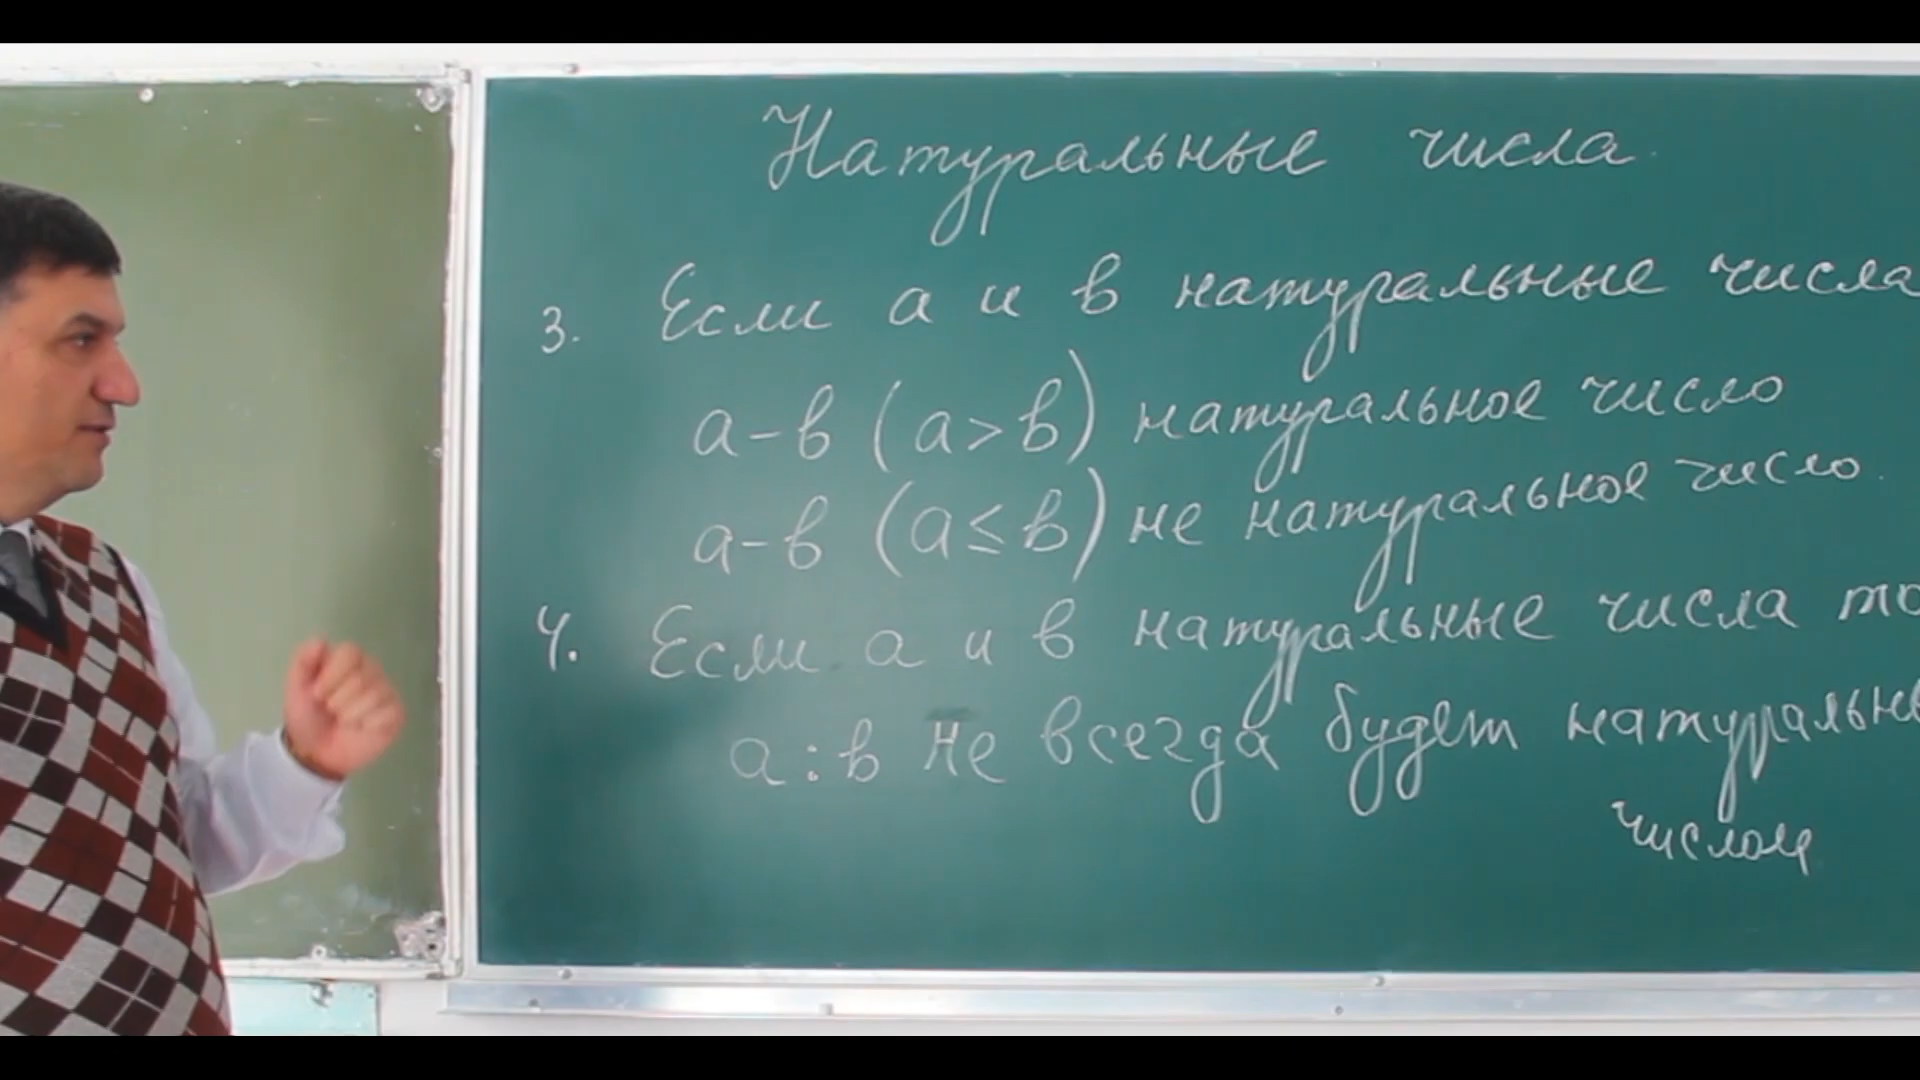 Натуральные числа
3. Если а и в натуральные числа
а-в (а>в) натуральное число
а-в (а≤в) не натуральное число.
4. Если а и в натуральные числа то
а:в не всегда будет натуральн
числом